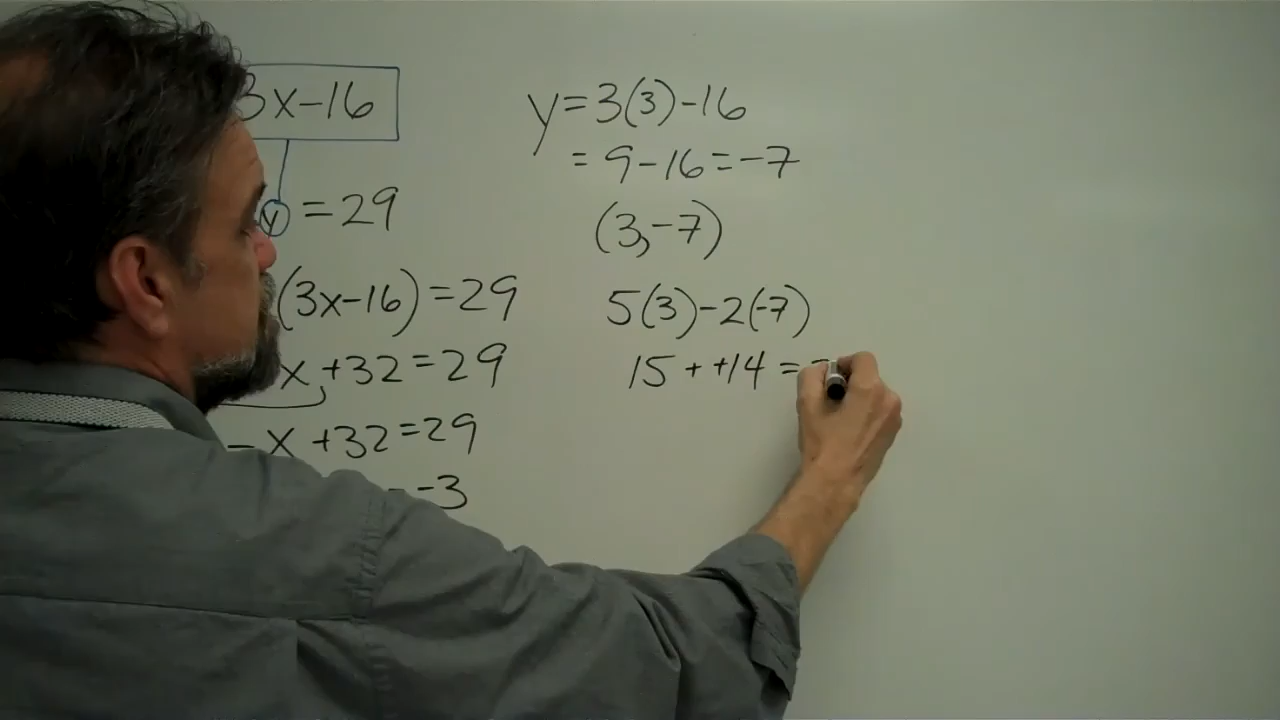 3x-16
y = 29
(3x-16) = 29
x + 32 = 29
- x + 32 = 29
-3
y = 3(3) - 16
= 9 - 16 = -7
(3, -7)
5(3) - 2(-7)
15 + +14 =